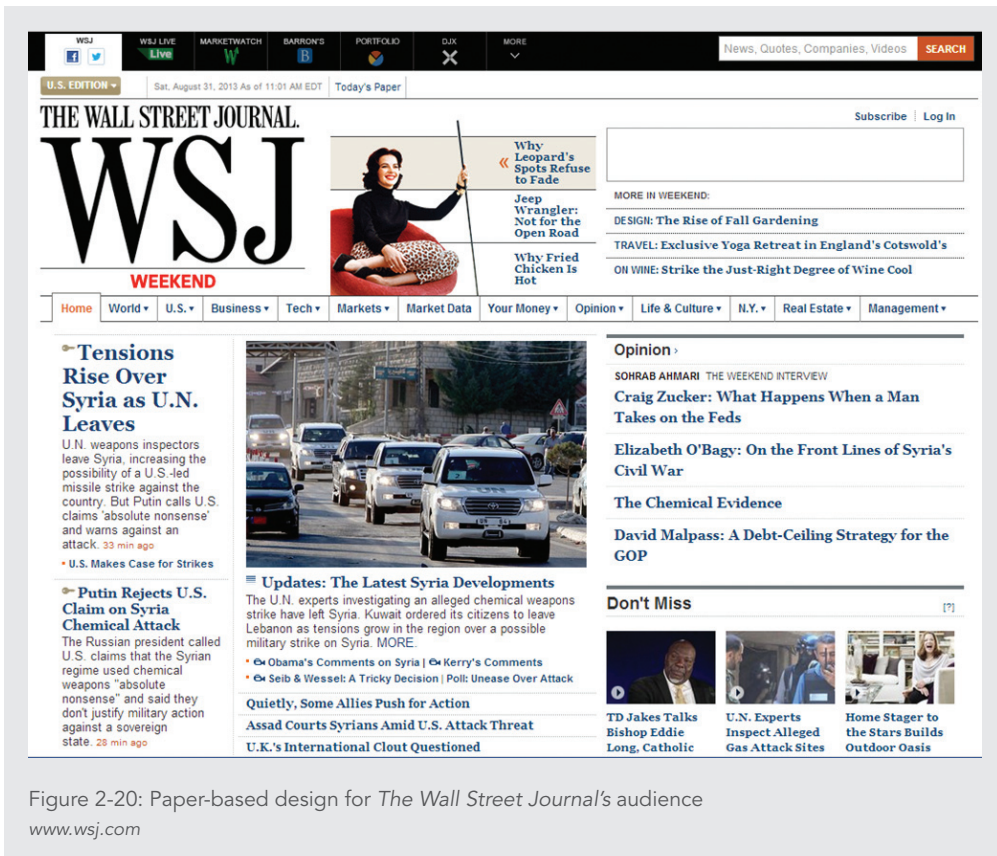 WSJ
WSJ LIVE
Live
MARKETWATCH
W
BARRON'S
B
PORTFOLIO
DJX
MORE
News, Quotes, Companies, Videos
SEARCH
U.S. EDITION
Sat, August 31, 2013 As of 11:01 AM EDT
Today's Paper
THE WALL STREET JOURNAL.
WSJ
WEEKEND
«
Why
Leopard's
Spots Refuse
to Fade
Jeep
Wrangler:
Not for the
Open Road
Why Fried
Chicken Is
Hot
Subscribe
Log In
MORE IN WEEKEND:
DESIGN: The Rise of Fall Gardening
TRAVEL: Exclusive Yoga Retreat in England's Cotswold's
ON WINE: Strike the Just-Right Degree of Wine Cool
Home
World
U.S.
Business
Tech
Markets
Market Data
Your Money
Opinion
Life & Culture
N.Y.
Real Estate
Management
Tensions
Rise Over
Syria as U.N.
Leaves
U.N. weapons inspectors
leave Syria, increasing the
possibility of a U.S.-led
missile strike against the
country. But Putin calls U.S.
claims 'absolute nonsense'
and warns against an
attack. 33 min ago
• U.S. Makes Case for Strikes
Putin Rejects U.S.
Claim on Syria
Chemical Attack
The Russian president called
U.S. claims that the Syrian
regime used chemical
weapons "absolute
nonsense" and said they
don't justify military action
against a sovereign
state. 28 min ago
UN
Updates: The Latest Syria Developments
The U.N. experts investigating an alleged chemical weapons
strike have left Syria. Kuwait ordered its citizens to leave
Lebanon as tensions grow in the region over a possible
military strike on Syria. MORE.
• Obama's Comments on Syria | Kerry's Comments
• Seib & Wessel: A Tricky Decision | Poll: Unease Over Attack
Quietly, Some Allies Push for Action
Assad Courts Syrians Amid U.S. Attack Threat
U.K.'s International Clout Questioned
Opinion ›
SOHRAB AHMARI THE WEEKEND INTERVIEW
Craig Zucker: What Happens When a Man
Takes on the Feds
Elizabeth O'Bagy: On the Front Lines of Syria's
Civil War
The Chemical Evidence
David Malpass: A Debt-Ceiling Strategy for the
GOP
Don't Miss
[?]
TD Jakes Talks
Bishop Eddie
Long, Catholic
U.N. Experts
Inspect Alleged
Gas Attack Sites
Home Stager to
the Stars Builds
Outdoor Oasis
Figure 2-20: Paper-based design for The Wall Street Journal's audience
www.wsj.com